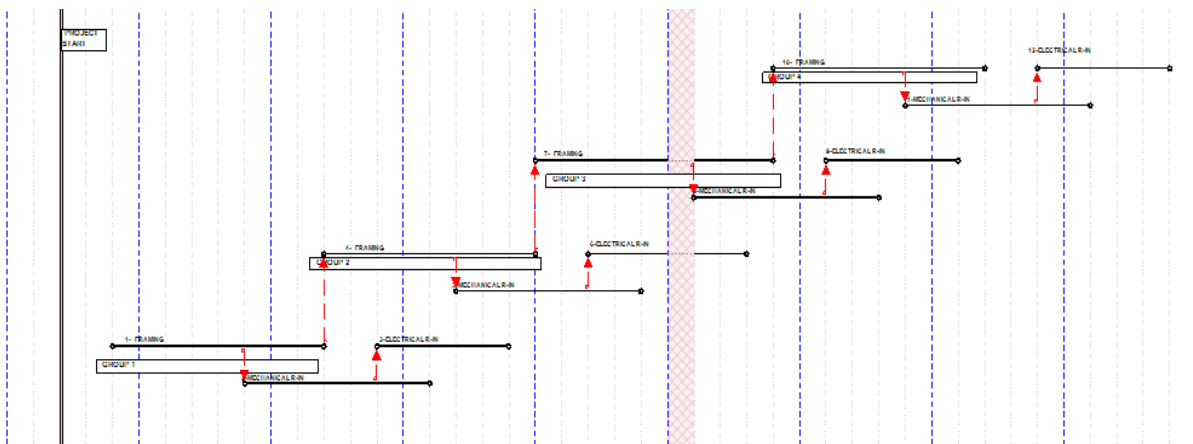 PROJECT
START
12-ELECTRICAL R-IN
10- FRAMING
GROUP 4
-MECHANICAL R-IN
7- FRAMING
9-ELECTRICAL R-IN
GROUP 3
-MECHANICAL R-IN
4- FRAMING
6-ELECTRICAL R-IN
GROUP 2
-MECHANICAL R-IN
1- FRAMING
3-ELECTRICAL R-IN
GROUP 1
-MECHANICAL R-IN